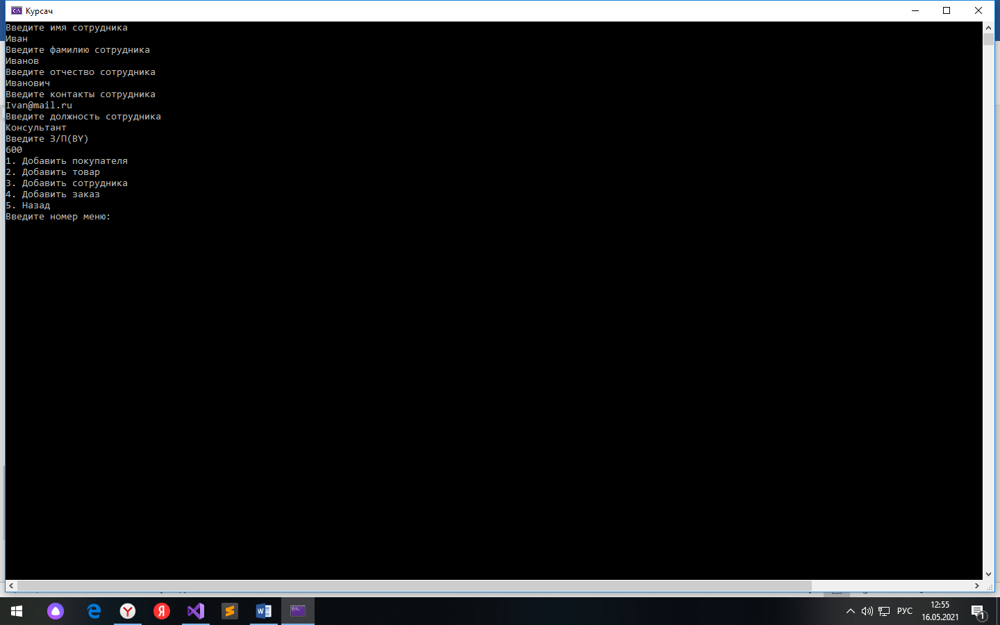 Курсач
Введите имя сотрудника
Иван
Введите фамилию сотрудника
Иванов
Введите отчество сотрудника
Иванович
Введите контакты сотрудника
Ivan@mail.ru
Введите должность сотрудника
Консультант
Введите З/П(BY)
600
1. Добавить покупателя
2. Добавить товар
3. Добавить сотрудника
4. Добавить заказ
5. Назад
Введите номер меню:
РУС
12:55
16.05.2021
1